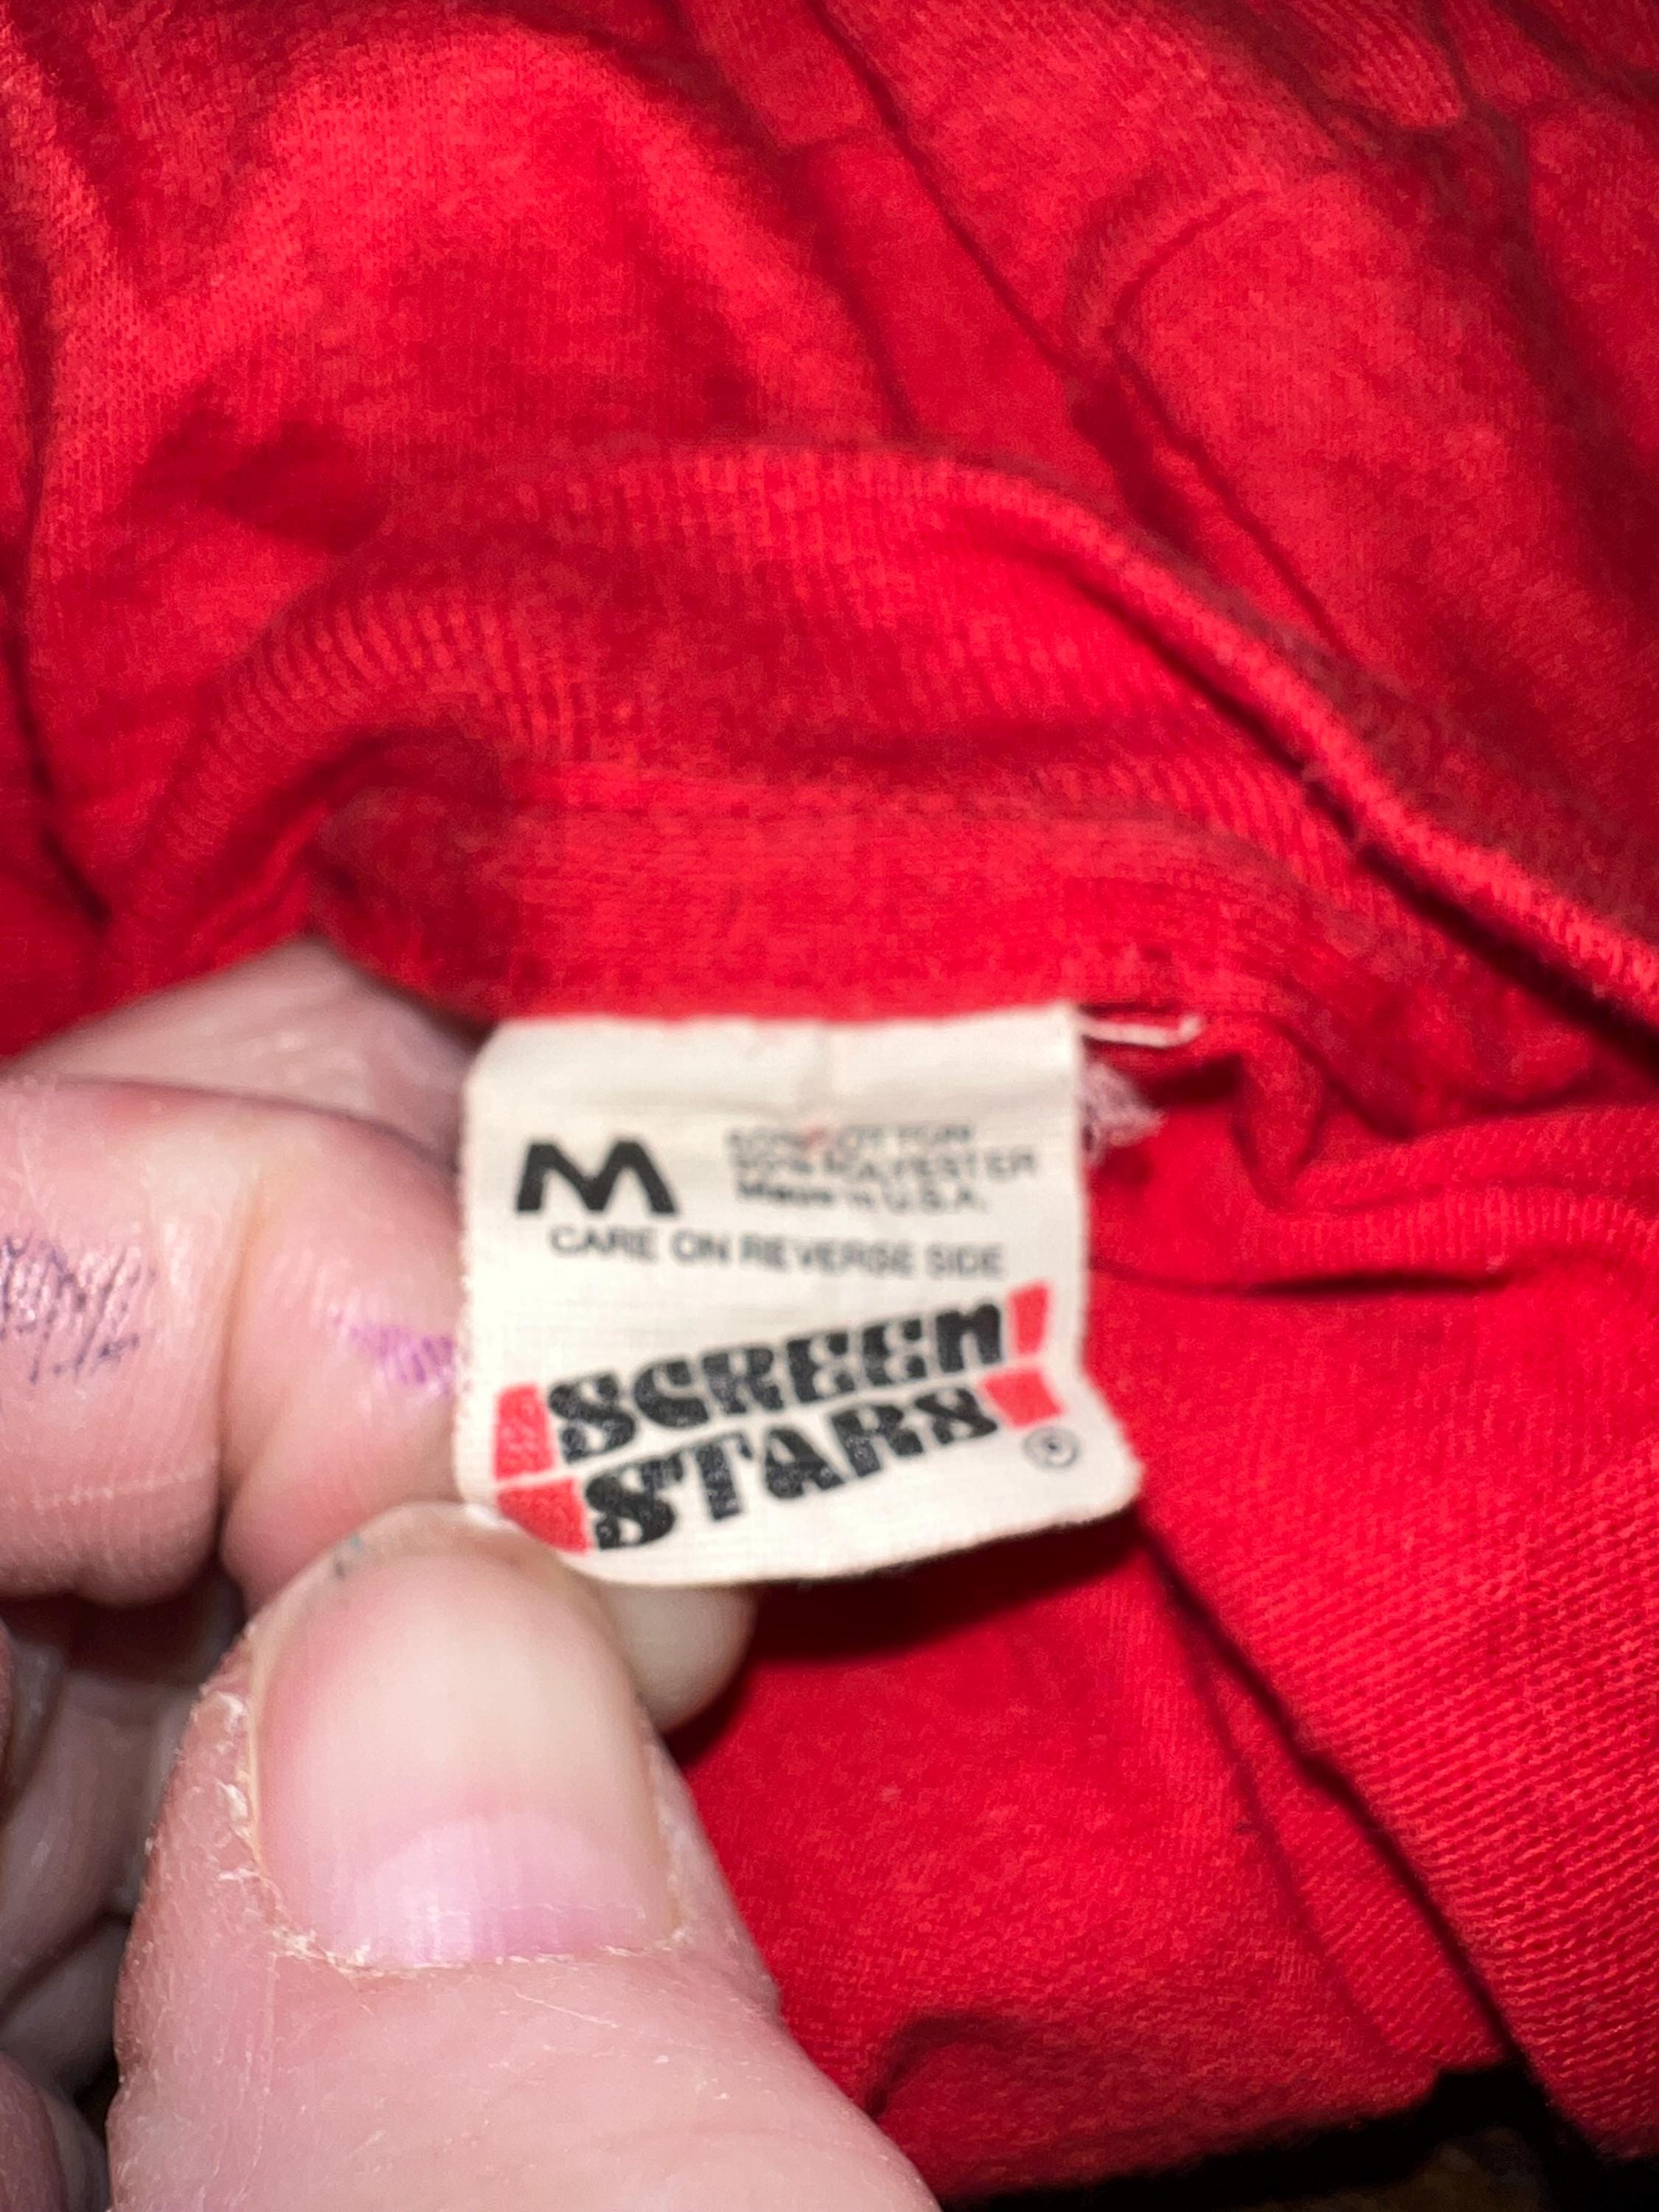 M
50% COTTON
50% POLYESTER
Made in U.S.A.
CARE ON REVERSE SIDE
SCREEN
STARS
®